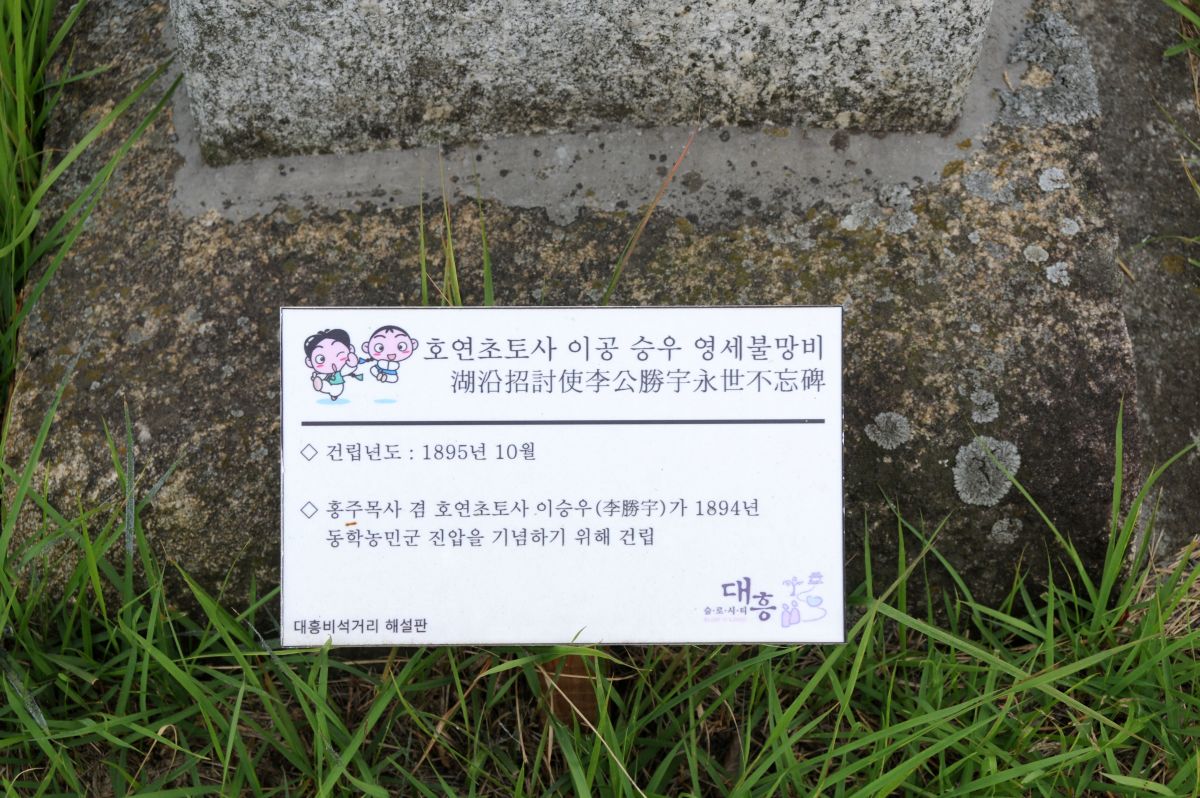 호연초토사 이공 승우 영세불망비
湖沿招討使李公勝宇永世不忘碑
◇ 건립년도 : 1895년 10월
◇ 홍주목사 겸 호연초토사 이승우(李勝宇)가 1894년
동학농민군 진압을 기념하기 위해 건립
대흥
슬·로·시·티
대흥비석거리 해설판